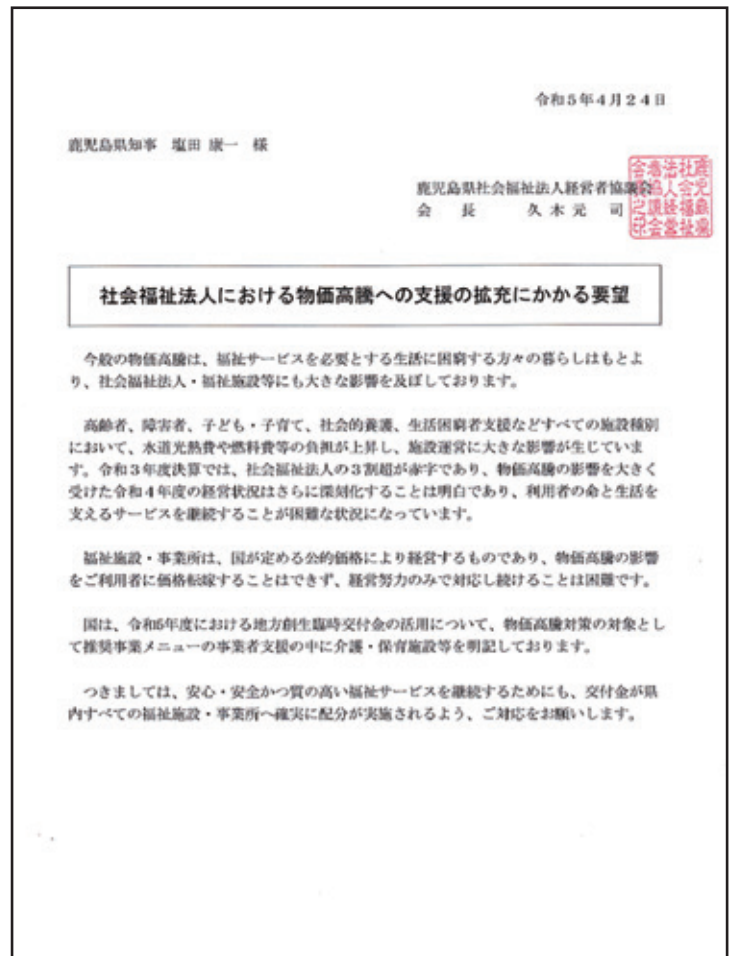 令和5年4月24日
鹿児島県知事 塩田 康一 様
鹿児島県社会福祉法人経営者協議会
会 長 久木元 司
社会福祉法人における物価高騰への支援の拡充にかかる要望
今般の物価高騰は、福祉サービスを必要とする生活に困窮する方々の暮らしはもとよ
り、社会福祉法人・福祉施設等にも大きな影響を及ぼしております。
高齢者、障害者、子ども・子育て、社会的養護、生活困窮者支援などすべての施設種別
において、水道光熱費や燃料費等の負担が上昇し、施設運営に大きな影響が生じていま
す。令和3年度決算では、社会福祉法人の3割超が赤字であり、物価高騰の影響を大きく
受けた令和4年度の経営状況はさらに深刻化することは明白であり、利用者の命と生活を
支えるサービスを継続することが困難な状況になっています。
福祉施設・事業所は、国が定める公的価格により経営するものであり、物価高騰の影響
をご利用者に価格転嫁することはできず、経営努力のみで対応し続けることは困難です。
国は、令和5年度における地方創生臨時交付金の活用について、物価高騰対策の対象とし
て推奨事業メニューの事業者支援の中に介護・保育施設等を明記しております。
つきましては、安心・安全かつ質の高い福祉サービスを継続するためにも、交付金が県
内すべての福祉施設・事業所へ確実に配分が実施されるよう、ご対応をお願いします。